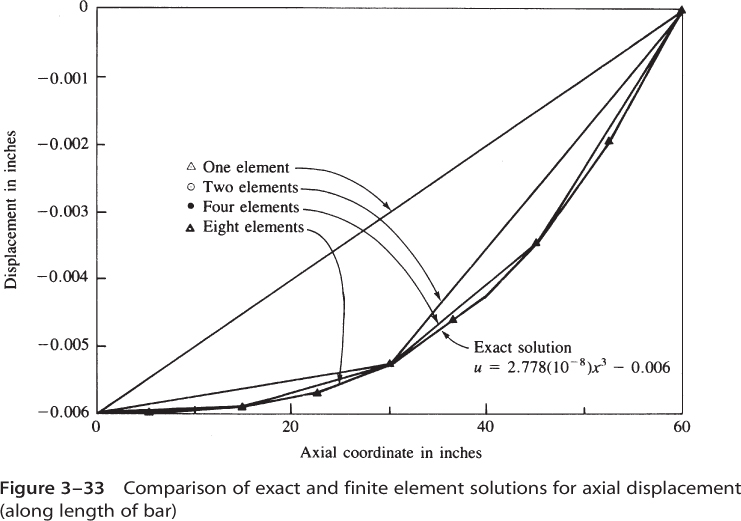 0
−0.001
−0.002
−0.003
−0.004
−0.005
−0.006
Displacement in inches
△ One element
○ Two elements
● Four elements
▲ Eight elements
Exact solution
u = 2.778(10⁻⁸)x³ − 0.006
0 20 40 60
Axial coordinate in inches
Figure 3–33 Comparison of exact and finite element solutions for axial displacement
(along length of bar)